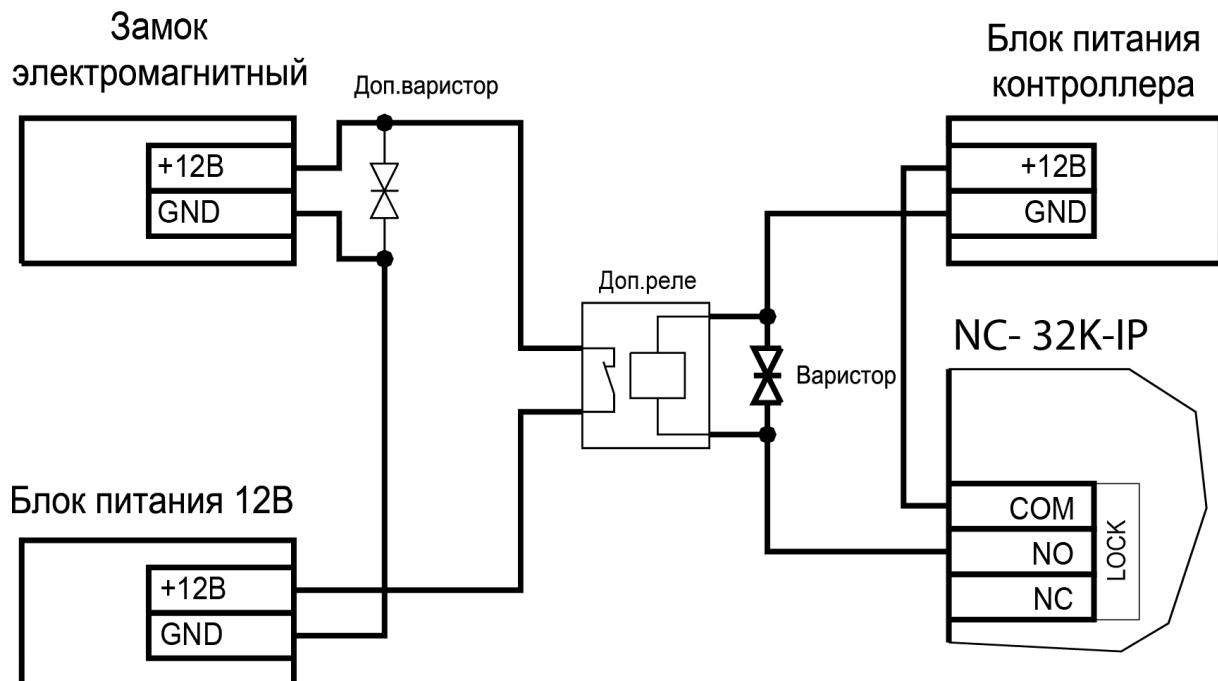 Замок
электромагнитный
Доп.варистор
Блок питания
контроллера
+12В
GND
+12В
GND
Доп.реле
NC- 32K-IP
Варистор
Блок питания 12В
COM
NO
NC
LOCK
+12В
GND